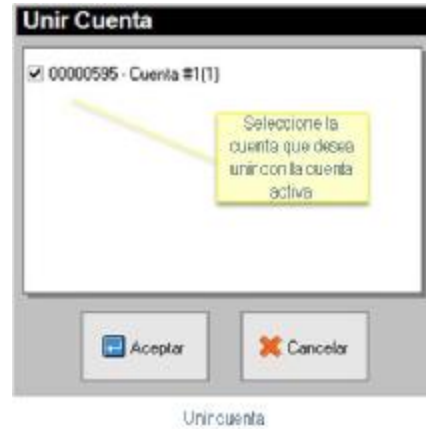 Unir Cuenta
00000595 - Cuenta #1(1)
Seleccione la
cuenta que desea
unir con la cuenta
activa
Aceptar
Cancelar
Unir cuenta